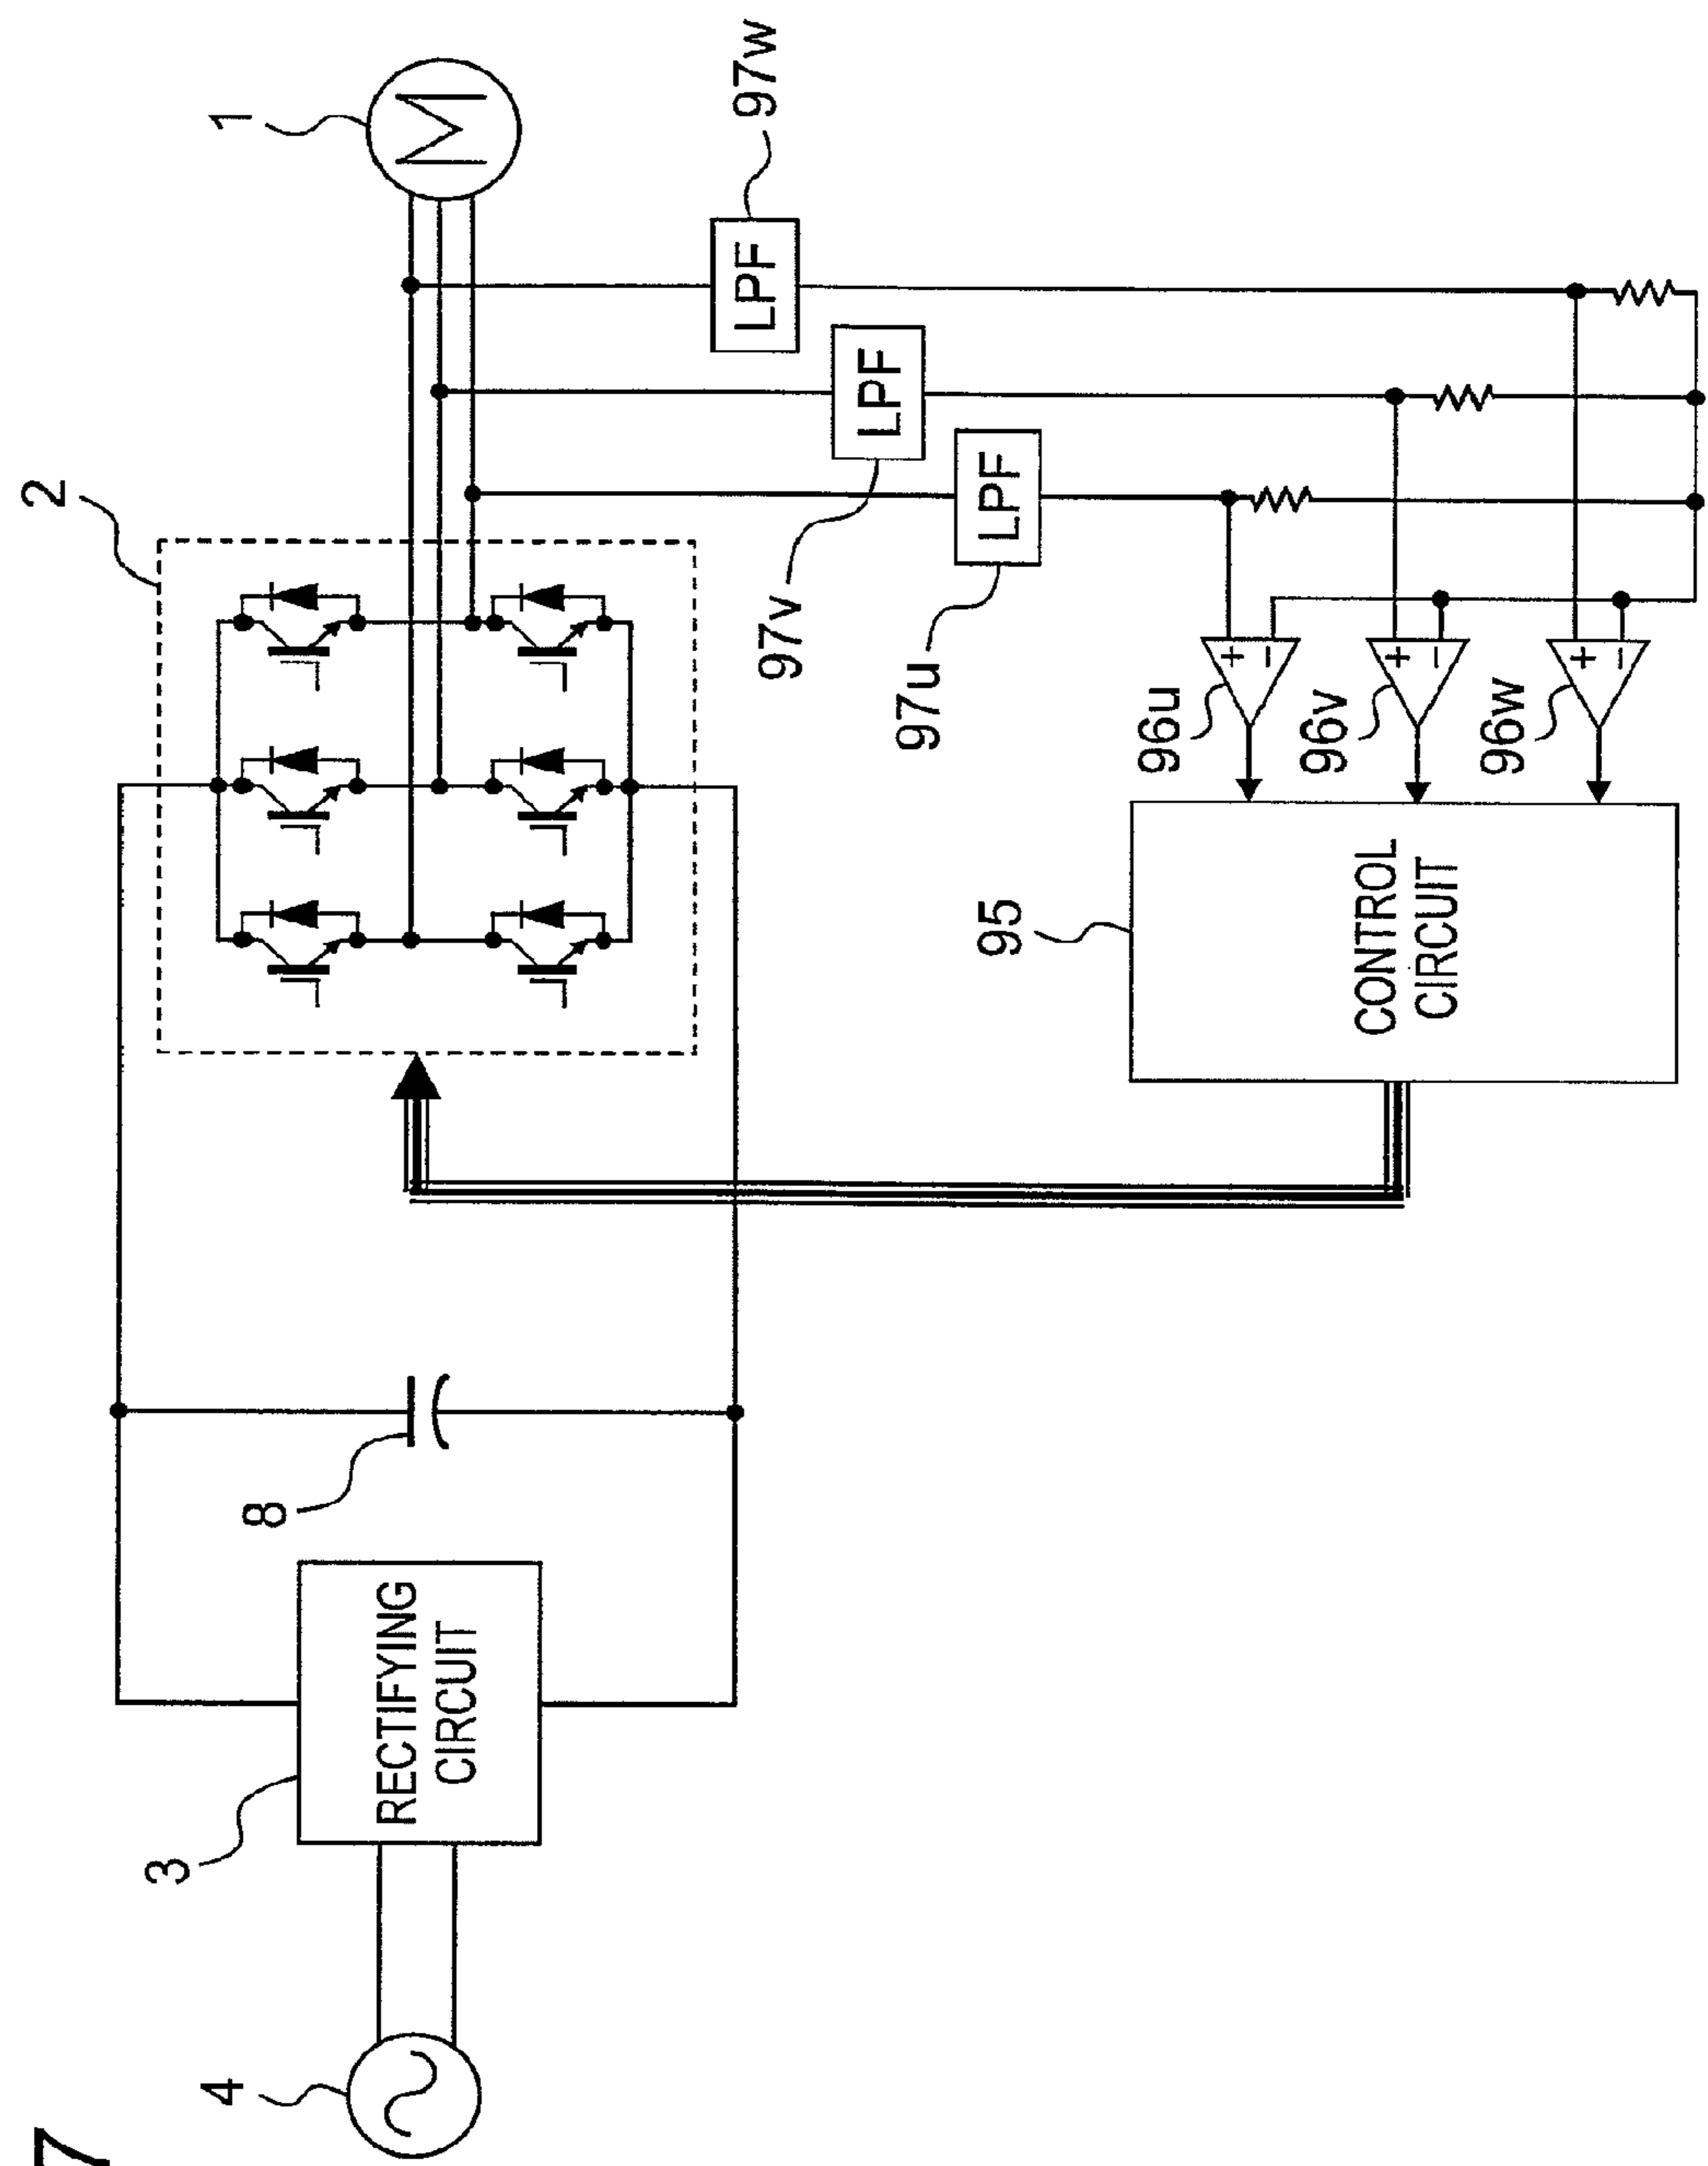 7
4
3
RECTIFYING
CIRCUIT
8
2
1
M
97w
LPF
97v
LPF
97u
LPF
96u
+
−
96v
+
−
96w
+
−
95
CONTROL
CIRCUIT